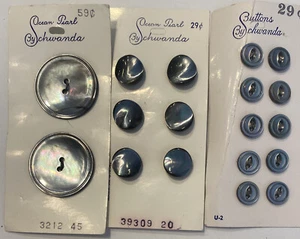 59¢
Ocean Pearl
By Schwanda
3212 45
Ocean Pearl
29¢
By Schwanda
39309 20
29¢
Buttons
By Schwanda
U-2